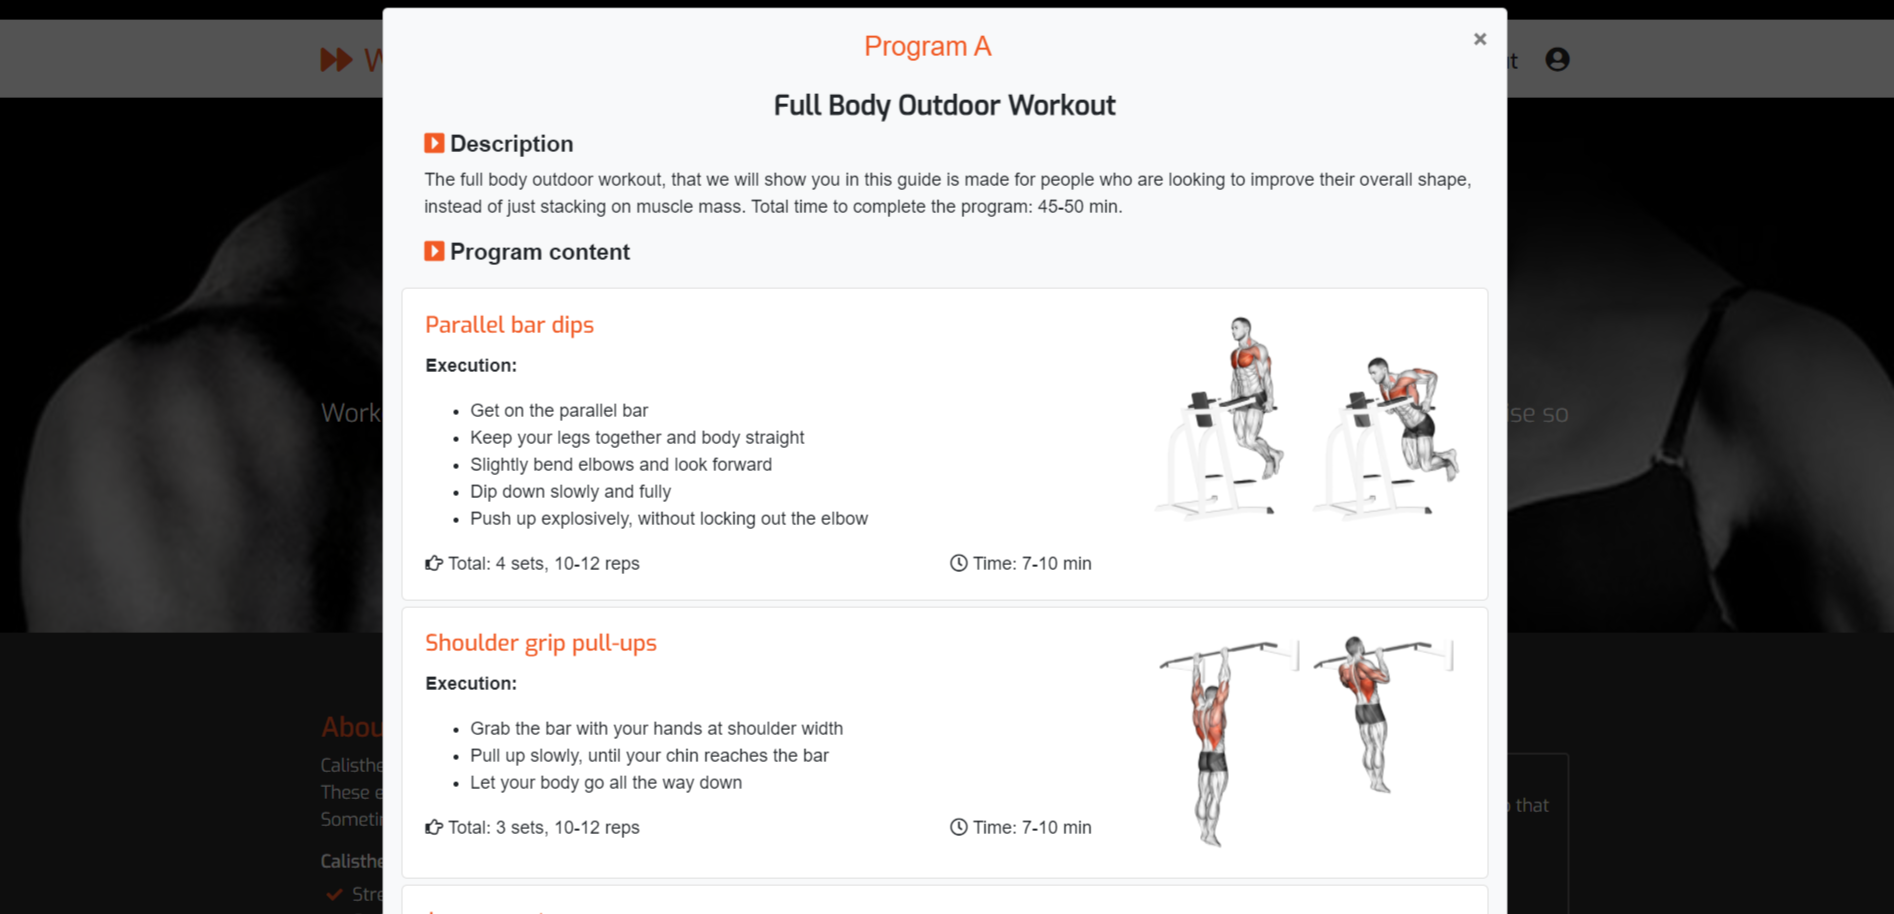 Program A
×
Full Body Outdoor Workout
Description
The full body outdoor workout, that we will show you in this guide is made for people who are looking to improve their overall shape,
instead of just stacking on muscle mass. Total time to complete the program: 45-50 min.
Program content
Parallel bar dips
Execution:
• Get on the parallel bar
• Keep your legs together and body straight
• Slightly bend elbows and look forward
• Dip down slowly and fully
• Push up explosively, without locking out the elbow
Total: 4 sets, 10-12 reps
Time: 7-10 min
Shoulder grip pull-ups
Execution:
• Grab the bar with your hands at shoulder width
• Pull up slowly, until your chin reaches the bar
• Let your body go all the way down
Total: 3 sets, 10-12 reps
Time: 7-10 min
Work
so
Abou
Calisthe
These
Someti
that
Calisthe
Stre